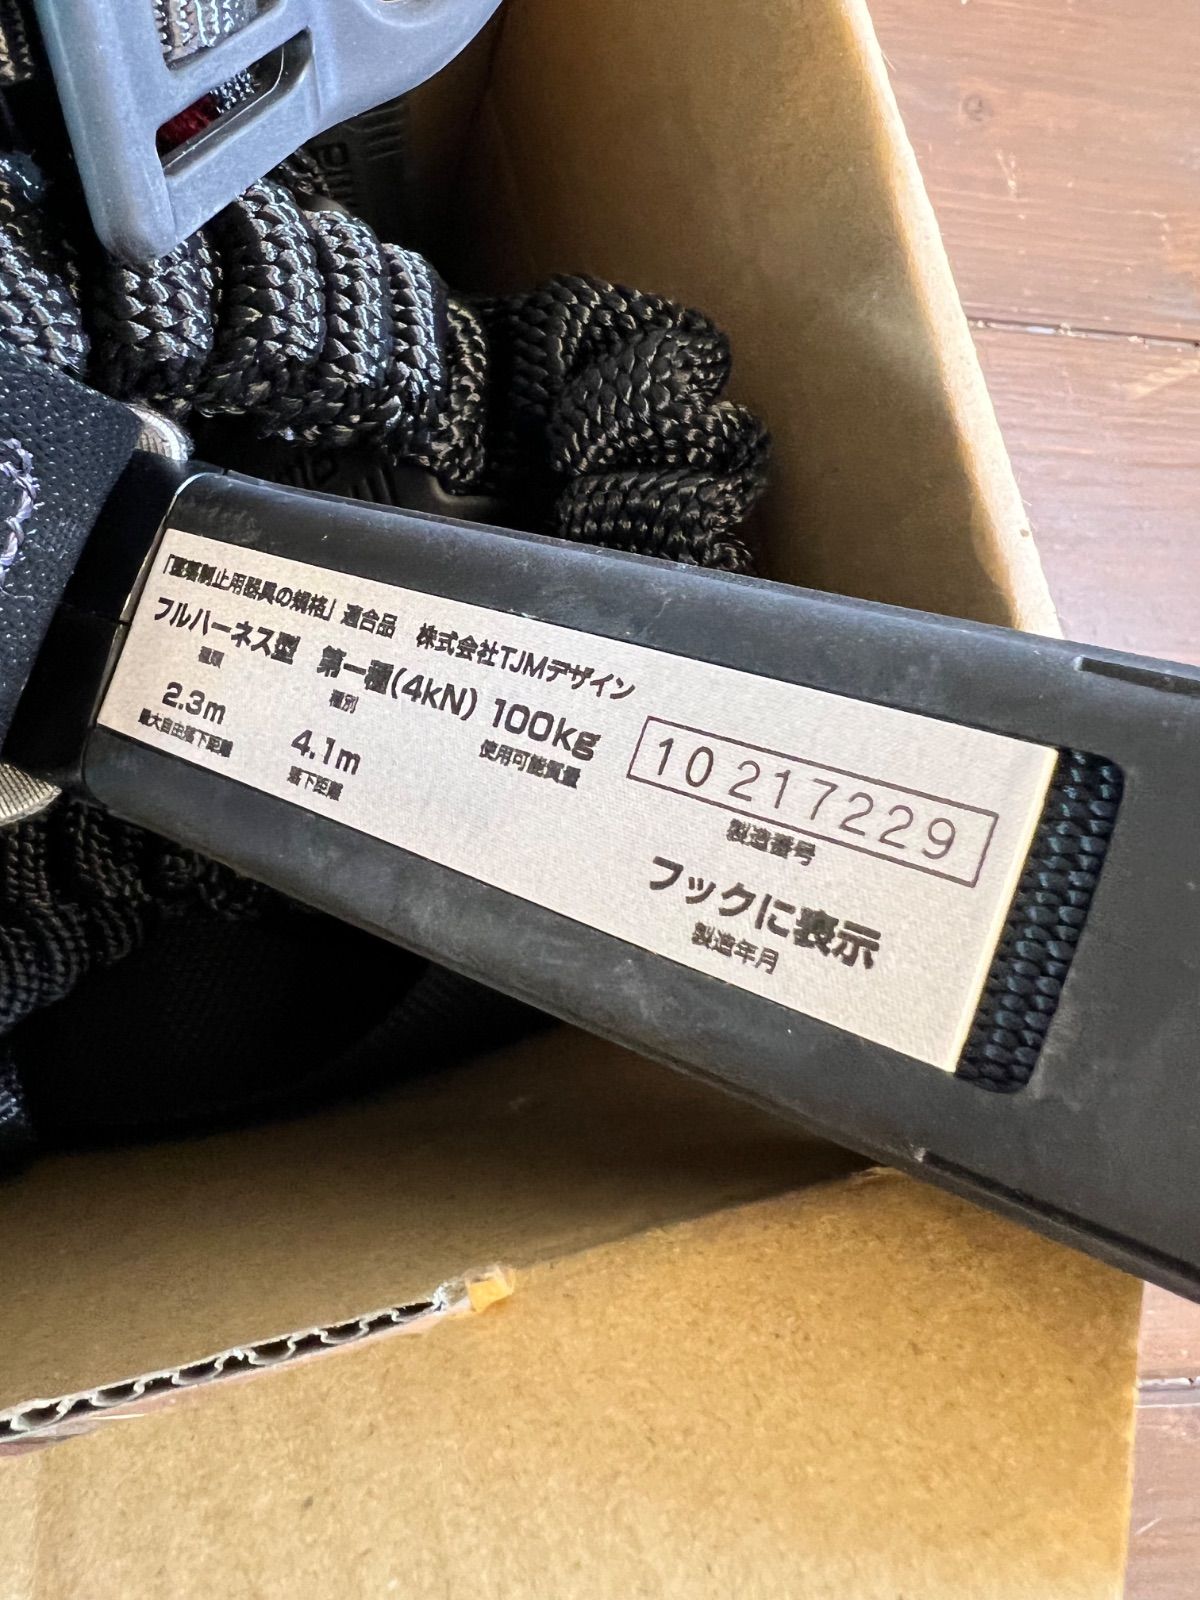 「墜落制止用器具の規格」適合品 株式会社TJMデザイン
フルハーネス型 第一種(4kN) 100kg
種類 種別 使用可能質量
2.3m 4.1m
最大自由落下距離 落下距離
10217229
製造番号
フックに表示
製造年月